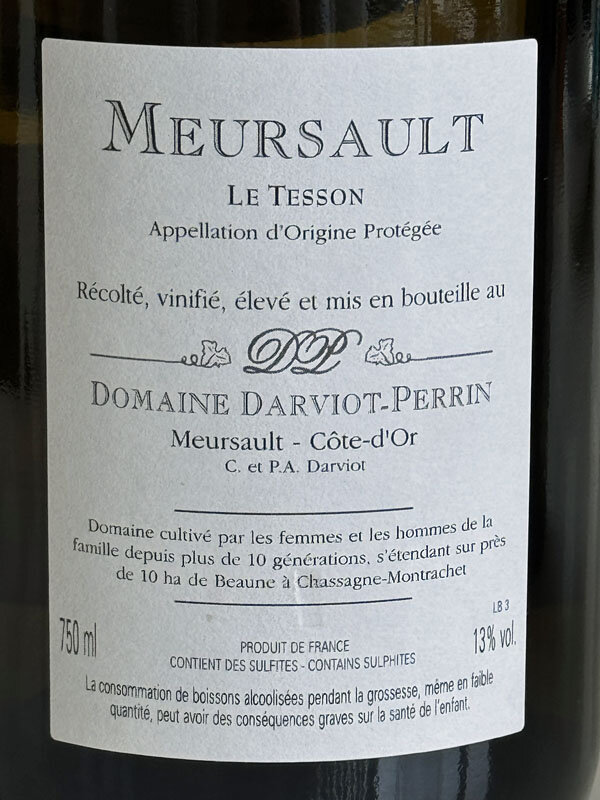 MEURSAULT
LE TESSON
Appellation d'Origine Protégée
Récolté, vinifié, élevé et mis en bouteille au
DP
DOMAINE DARVIOT-PERRIN
Meursault - Côte-d'Or
C. et P.A. Darviot
Domaine cultivé par les femmes et les hommes de la
famille depuis plus de 10 générations, s'étendant sur près
de 10 ha de Beaune à Chassagne-Montrachet
LB 3
750 ml
13% vol.
PRODUIT DE FRANCE
CONTIENT DES SULFITES - CONTAINS SULPHITES
La consommation de boissons alcoolisées pendant la grossesse, même en faible
quantité, peut avoir des conséquences graves sur la santé de l'enfant.